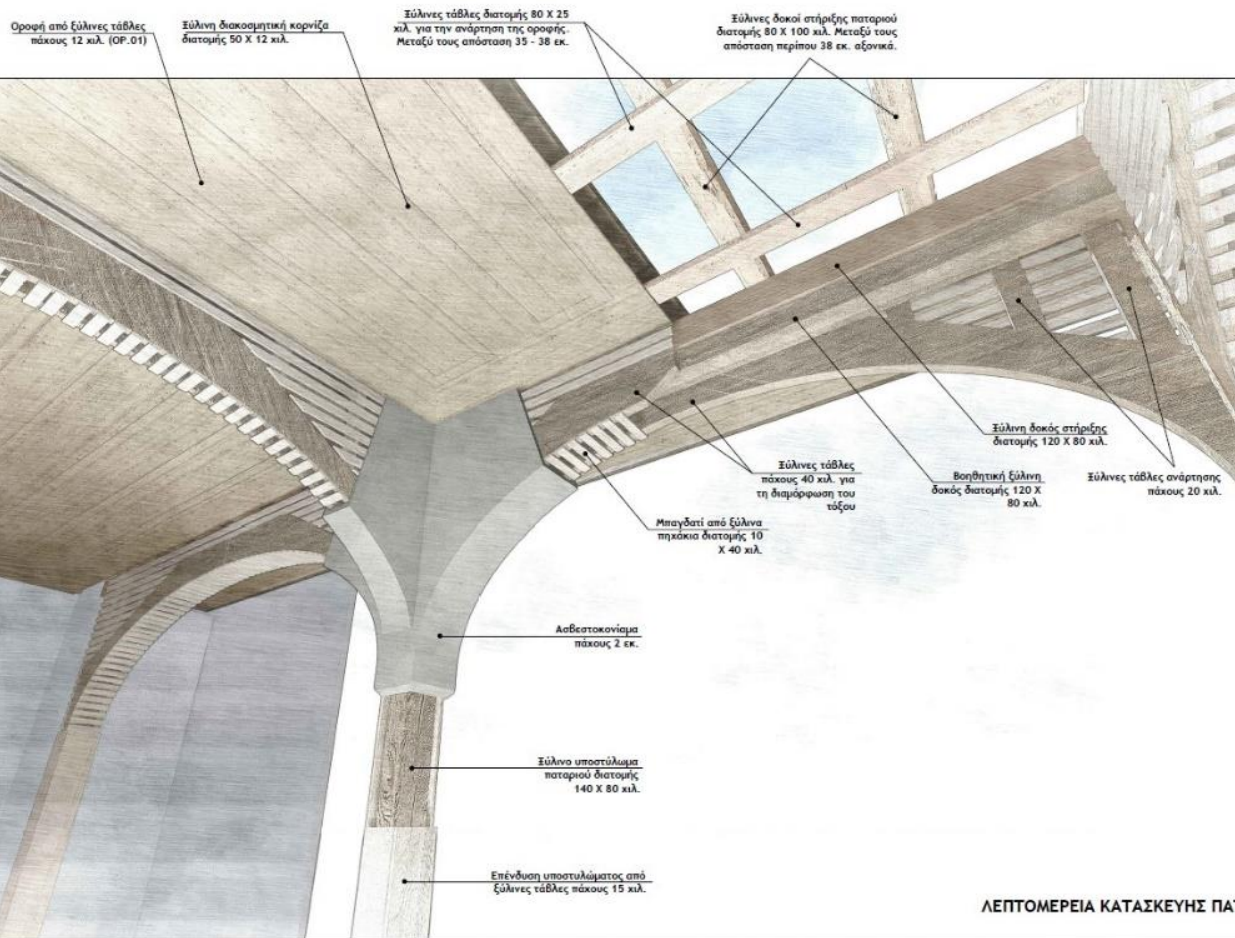 Οροφή από ξύλινες τάβλες
πάχους 12 χιλ. (ΟΡ.01)
Ξύλινη διακοσμητική κορνίζα
διατομής 50 Χ 12 χιλ.
Ξύλινες τάβλες διατομής 80 Χ 25
χιλ. για την ανάρτηση της οροφής.
Μεταξύ τους απόσταση 35 - 38 εκ.
Ξύλινες δοκοί στήριξης παταριού
διατομής 80 Χ 100 χιλ. Μεταξύ τους
απόσταση περίπου 38 εκ. αξονικά.
Ξύλινη δοκός στήριξης
διατομής 120 Χ 80 χιλ.
Ξύλινες τάβλες
πάχους 40 χιλ. για
τη διαμόρφωση του
τόξου
Βοηθητική ξύλινη
δοκός διατομής 120 Χ
80 χιλ.
Ξύλινες τάβλες ανάρτησης
πάχους 20 χιλ.
Μπαγδατί από ξύλινα
πηχάκια διατομής 10
Χ 40 χιλ.
Ασβεστοκονίαμα
πάχους 2 εκ.
Ξύλινο υποστύλωμα
παταριού διατομής
140 Χ 80 χιλ.
Επένδυση υποστυλώματος από
ξύλινες τάβλες πάχους 15 χιλ.
ΛΕΠΤΟΜΕΡΕΙΑ ΚΑΤΑΣΚΕΥΗΣ